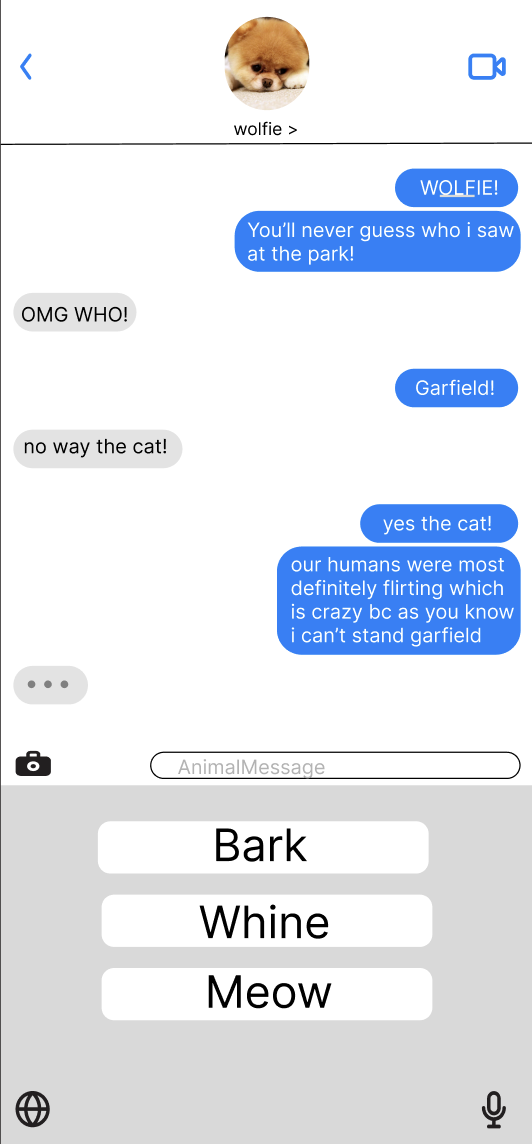 wolfie >
WOLFIE!
You’ll never guess who i saw
at the park!
OMG WHO!
Garfield!
no way the cat!
yes the cat!
our humans were most
definitely flirting which
is crazy bc as you know
i can’t stand garfield
AnimalMessage
Bark
Whine
Meow